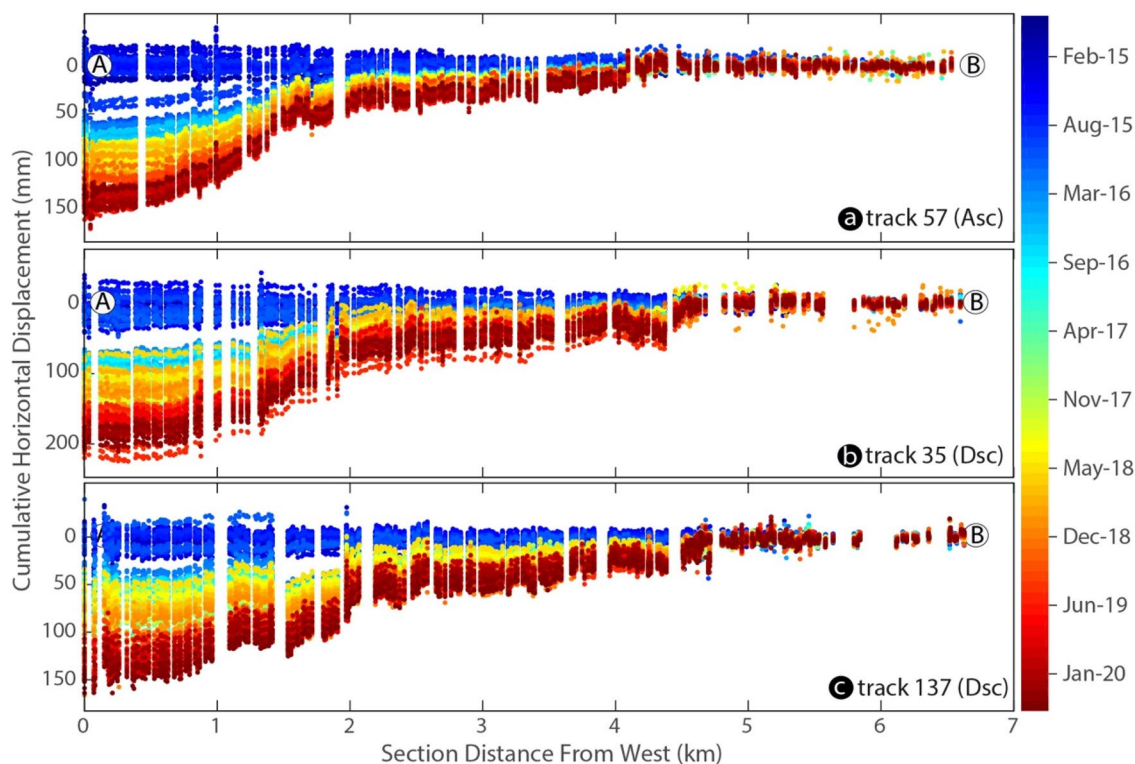 0
50
100
150
A
B
a track 57 (Asc)
0
50
100
200
A
B
b track 35 (Dsc)
0
50
100
150
A
B
c track 137 (Dsc)
0 1 2 3 4 5 6 7
Section Distance From West (km)
Cumulative Horizontal Displacement (mm)
Feb-15
Aug-15
Mar-16
Sep-16
Apr-17
Nov-17
May-18
Dec-18
Jun-19
Jan-20